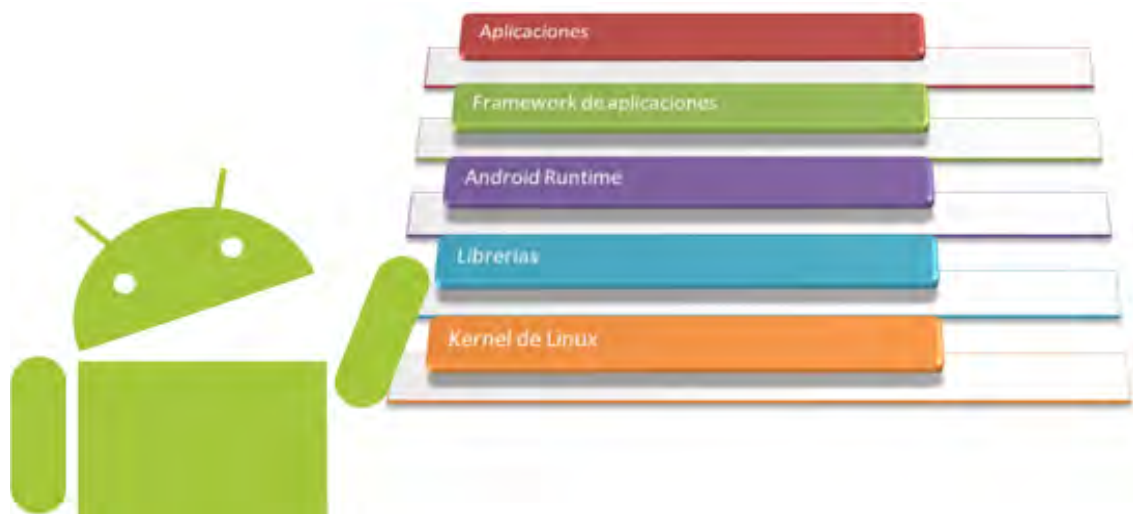 Aplicaciones
Framework de aplicaciones
Android Runtime
Librerías
Kernel de Linux